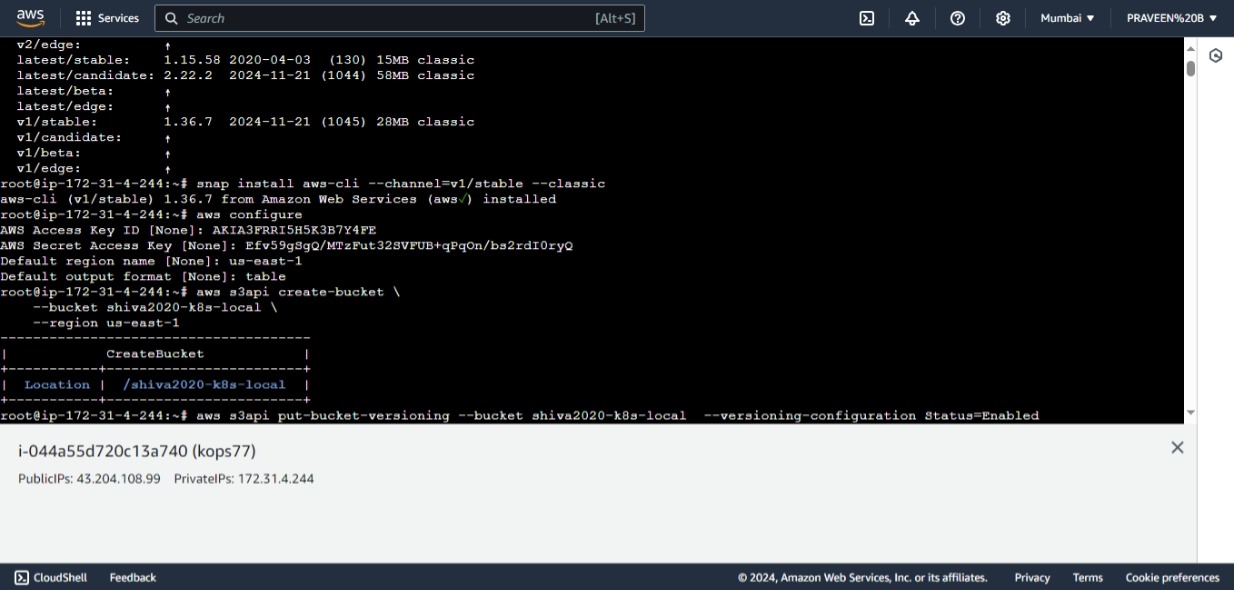 aws
Services
Search
[Alt+S]
Mumbai
PRAVEEN%20B
v2/edge: ↑
latest/stable: 1.15.58 2020-04-03 (130) 15MB classic
latest/candidate: 2.22.2 2024-11-21 (1044) 58MB classic
latest/beta: ↑
latest/edge: ↑
v1/stable: 1.36.7 2024-11-21 (1045) 28MB classic
v1/candidate: ↑
v1/beta: ↑
v1/edge: ↑
root@ip-172-31-4-244:~# snap install aws-cli --channel=v1/stable --classic
aws-cli (v1/stable) 1.36.7 from Amazon Web Services (aws✓) installed
root@ip-172-31-4-244:~# aws configure
AWS Access Key ID [None]: AKIA3FRRI5H5K3B7Y4FE
AWS Secret Access Key [None]: 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
Default region name [None]: us-east-1
Default output format [None]: table
root@ip-172-31-4-244:~# aws s3api create-bucket \
--bucket shiva2020-k8s-local \
--region us-east-1
-------------------------------------
| CreateBucket |
+-----------+------------------------+
| Location | /shiva2020-k8s-local |
+-----------+------------------------+
root@ip-172-31-4-244:~# aws s3api put-bucket-versioning --bucket shiva2020-k8s-local --versioning-configuration Status=Enabled
i-044a55d720c13a740 (kops77)
PublicIPs: 43.204.108.99 PrivateIPs: 172.31.4.244
CloudShell
Feedback
© 2024, Amazon Web Services, Inc. or its affiliates.
Privacy
Terms
Cookie preferences